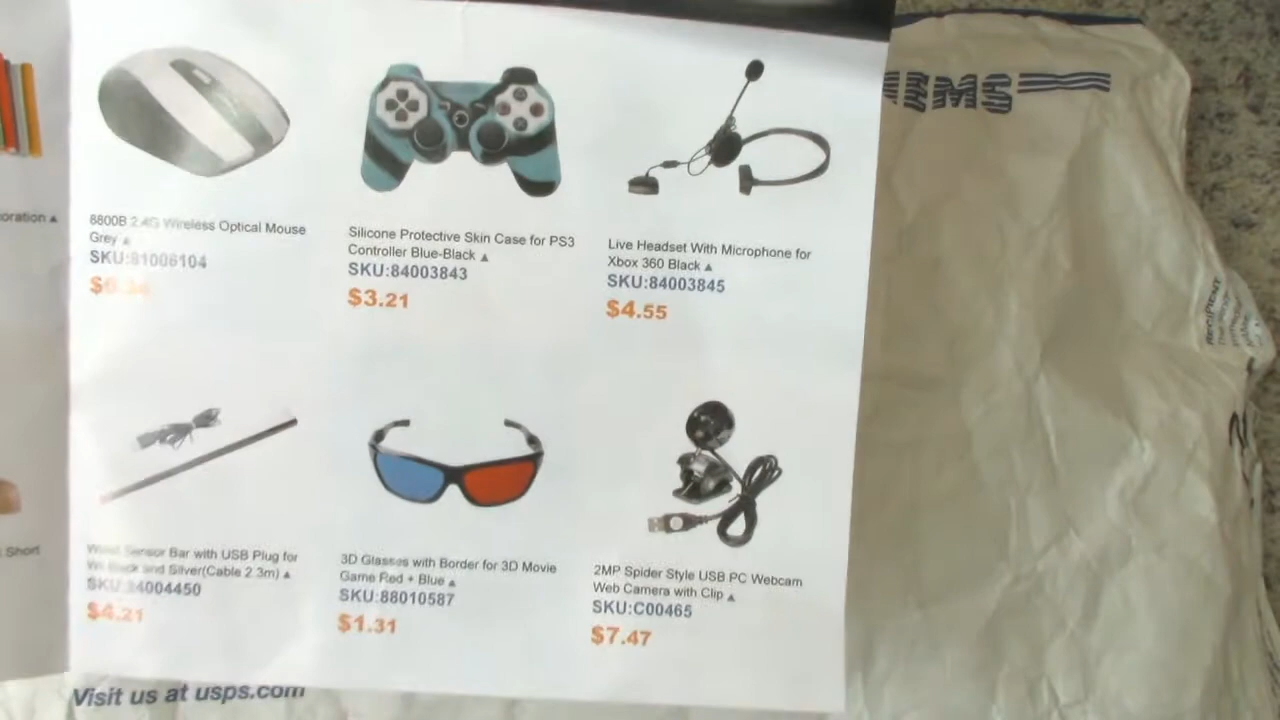 EMS
oration ▲
8800B 2.4G Wireless Optical Mouse
Grey ▲
SKU:81006104
Silicone Protective Skin Case for PS3
Controller Blue-Black ▲
SKU:84003843
$3.21
Live Headset With Microphone for
Xbox 360 Black ▲
SKU:84003845
$4.55
RECIPIENT
Short
Sensor Bar with USB Plug for
Wii Black and Silver(Cable 2.3m) ▲
SKU:84004450
$4.21
3D Glasses with Border for 3D Movie
Game Red + Blue ▲
SKU:88010587
$1.31
2MP Spider Style USB PC Webcam
Web Camera with Clip ▲
SKU:C00465
$7.47
Visit us at usps.com